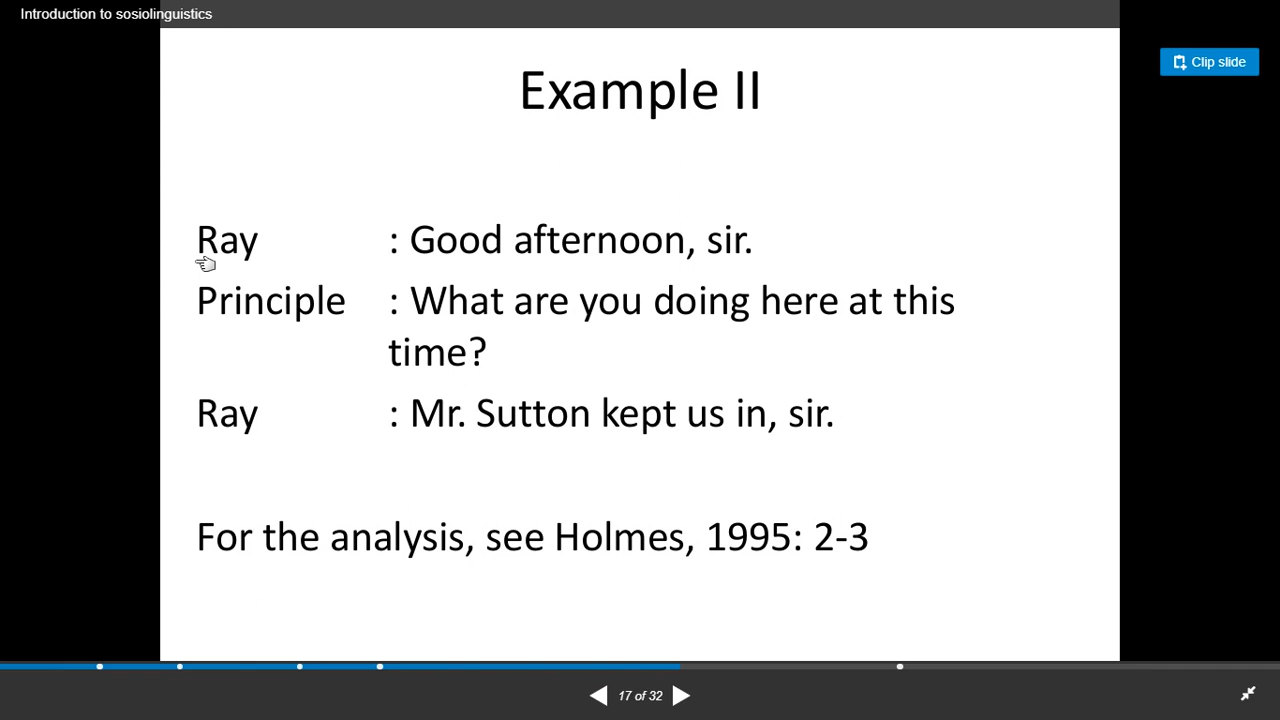 Introduction to sosiolinguistics
Clip slide
Example II
Ray : Good afternoon, sir.
Principle : What are you doing here at this
time?
Ray : Mr. Sutton kept us in, sir.
For the analysis, see Holmes, 1995: 2-3
17 of 32